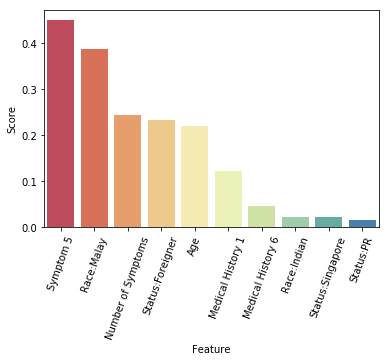 0.4
0.3
0.2
0.1
0.0
Score
Symptom 5
Race:Malay
Number of Symptoms
Status:Foreigner
Age
Medical History 1
Medical History 6
Race:Indian
Status:Singapore
Status:PR
Feature